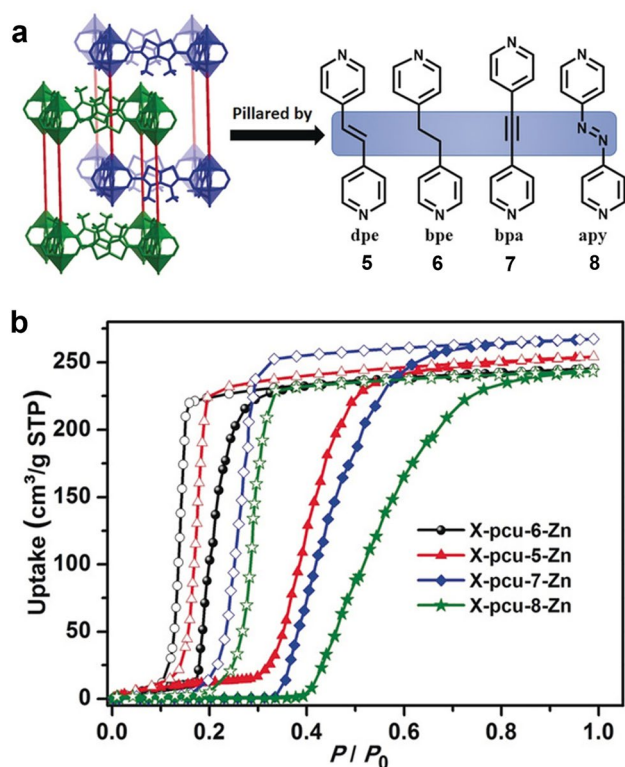 a
Pillared by
N N N N
N N
N N N N
dpe bpe bpa apy
5 6 7 8
b
Uptake (cm³/g STP)
250
200
150
100
50
0
X-pcu-6-Zn
X-pcu-5-Zn
X-pcu-7-Zn
X-pcu-8-Zn
0.0 0.2 0.4 0.6 0.8 1.0
P / P₀